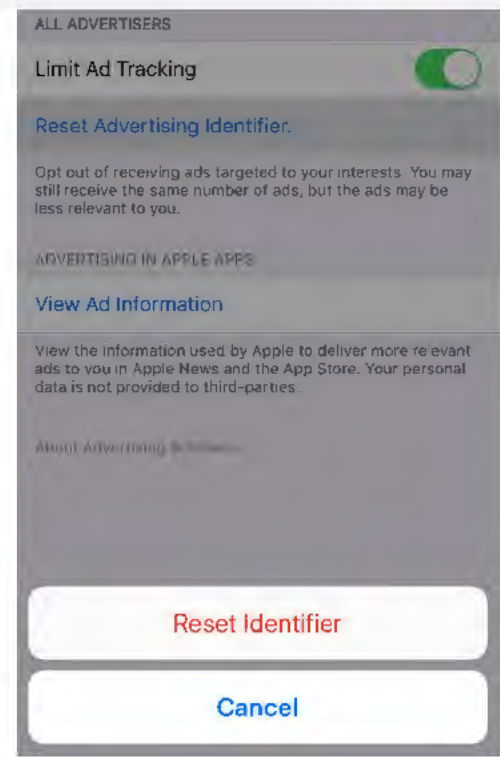 ALL ADVERTISERS
Limit Ad Tracking
Reset Advertising Identifier.
Opt out of receiving ads targeted to your interests. You may
still receive the same number of ads, but the ads may be
less relevant to you.
ADVERTISING IN APPLE APPS
View Ad Information
View the information used by Apple to deliver more relevant
ads to you in Apple News and the App Store. Your personal
data is not provided to third-parties.
About Advertising &
Reset Identifier
Cancel